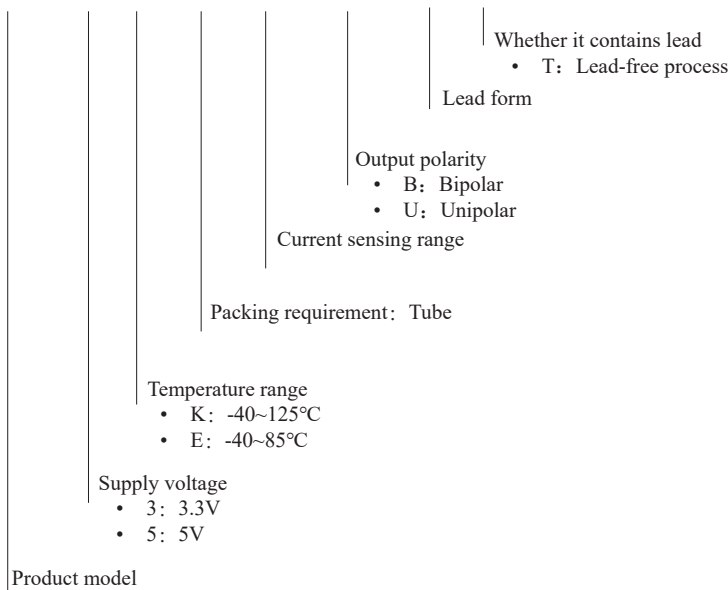 Whether it contains lead
• T：Lead-free process
Lead form
Output polarity
• B：Bipolar
• U：Unipolar
Current sensing range
Packing requirement：Tube
Temperature range
• K：-40~125℃
• E：-40~85℃
Supply voltage
• 3：3.3V
• 5：5V
Product model